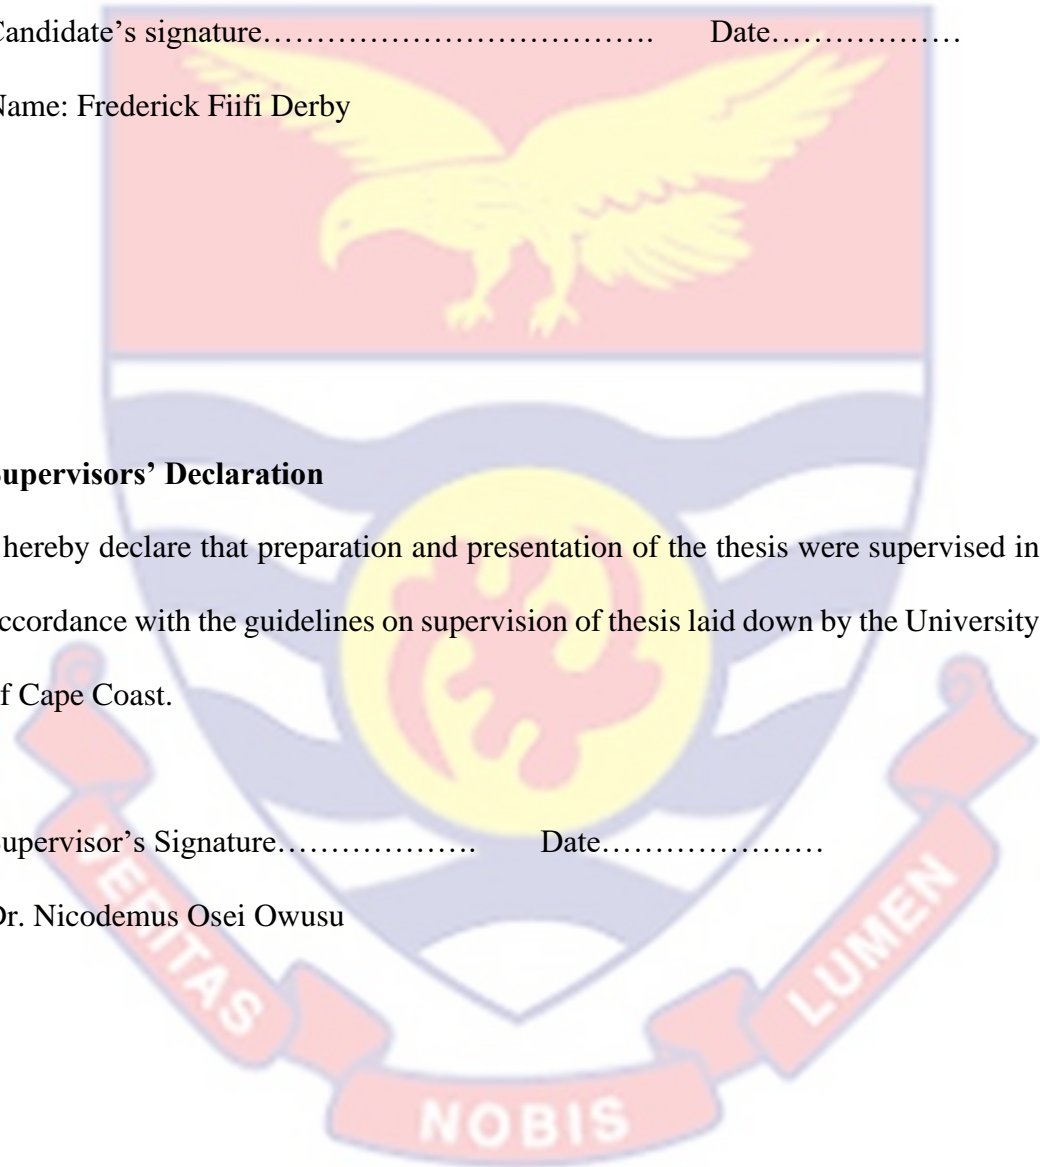 Candidate’s signature………………………………. Date………………
Name: Frederick Fiifi Derby
Supervisors’ Declaration
hereby declare that preparation and presentation of the thesis were supervised in
accordance with the guidelines on supervision of thesis laid down by the University
of Cape Coast.
Supervisor’s Signature………………. Date…………………
Dr. Nicodemus Osei Owusu
VERITAS
NOBIS
LUMEN